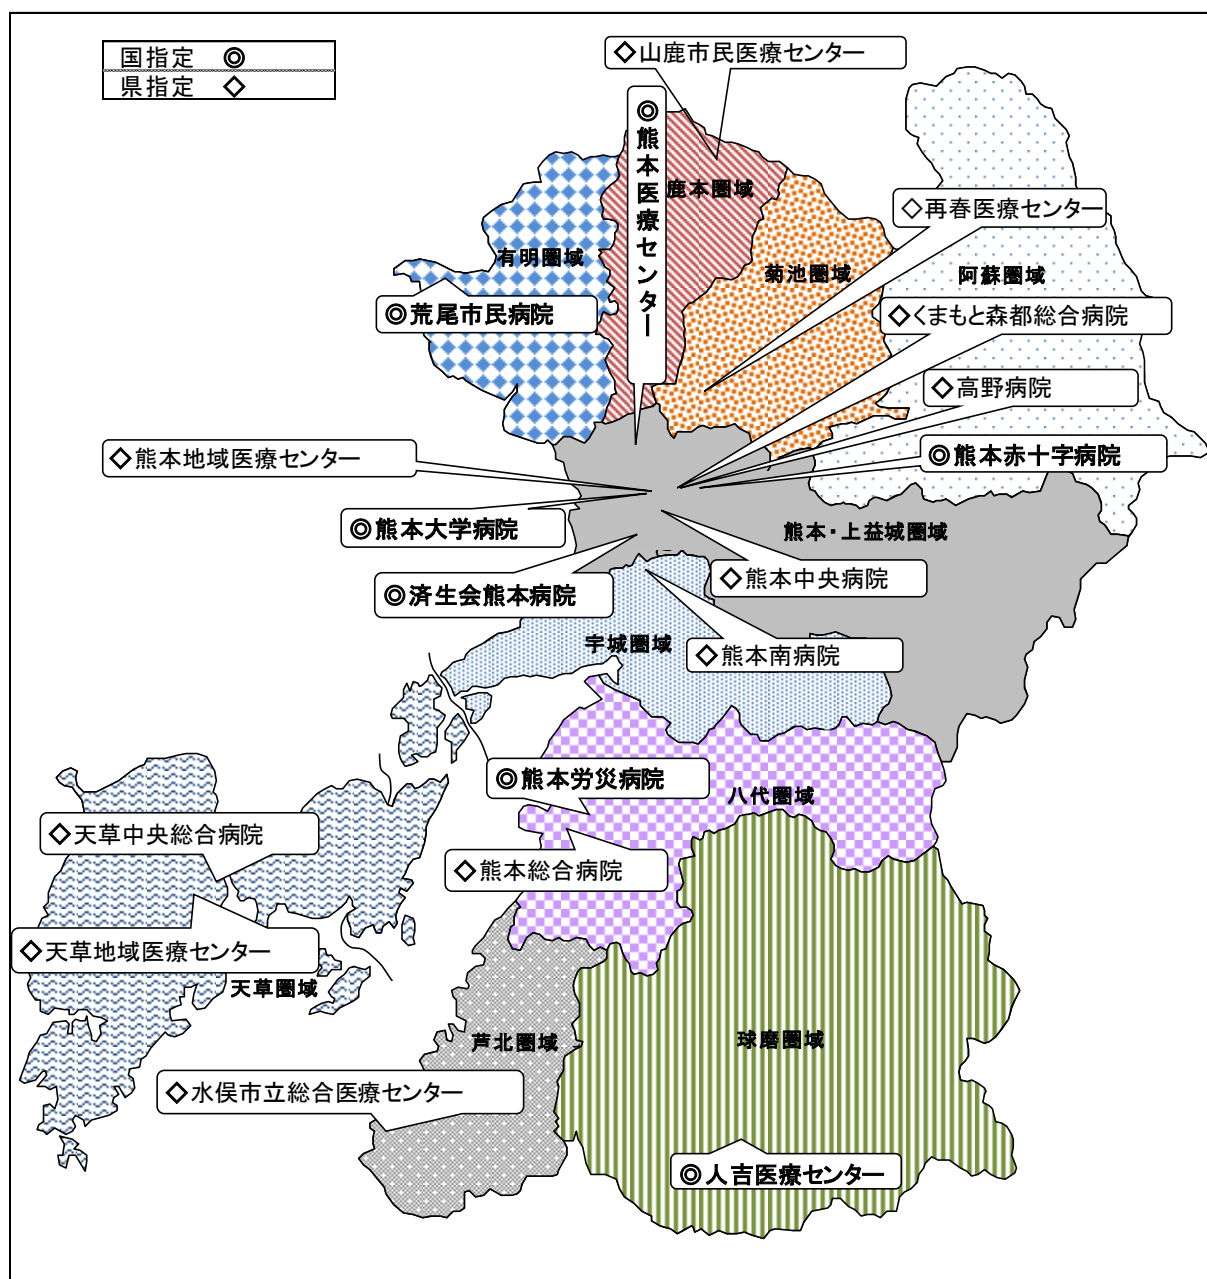 国指定 ◎
県指定 ◇
◇山鹿市民医療センター
◎熊本医療センター
鹿本圏域
◇再春医療センター
有明圏域
菊池圏域
阿蘇圏域
◎荒尾市民病院
◇くまもと森都総合病院
◇高野病院
◇熊本地域医療センター
◎熊本赤十字病院
◎熊本大学病院
熊本・上益城圏域
◇熊本中央病院
◎済生会熊本病院
宇城圏域
◇熊本南病院
◎熊本労災病院
八代圏域
◇天草中央総合病院
◇熊本総合病院
◇天草地域医療センター
天草圏域
芦北圏域
球磨圏域
◇水俣市立総合医療センター
◎人吉医療センター